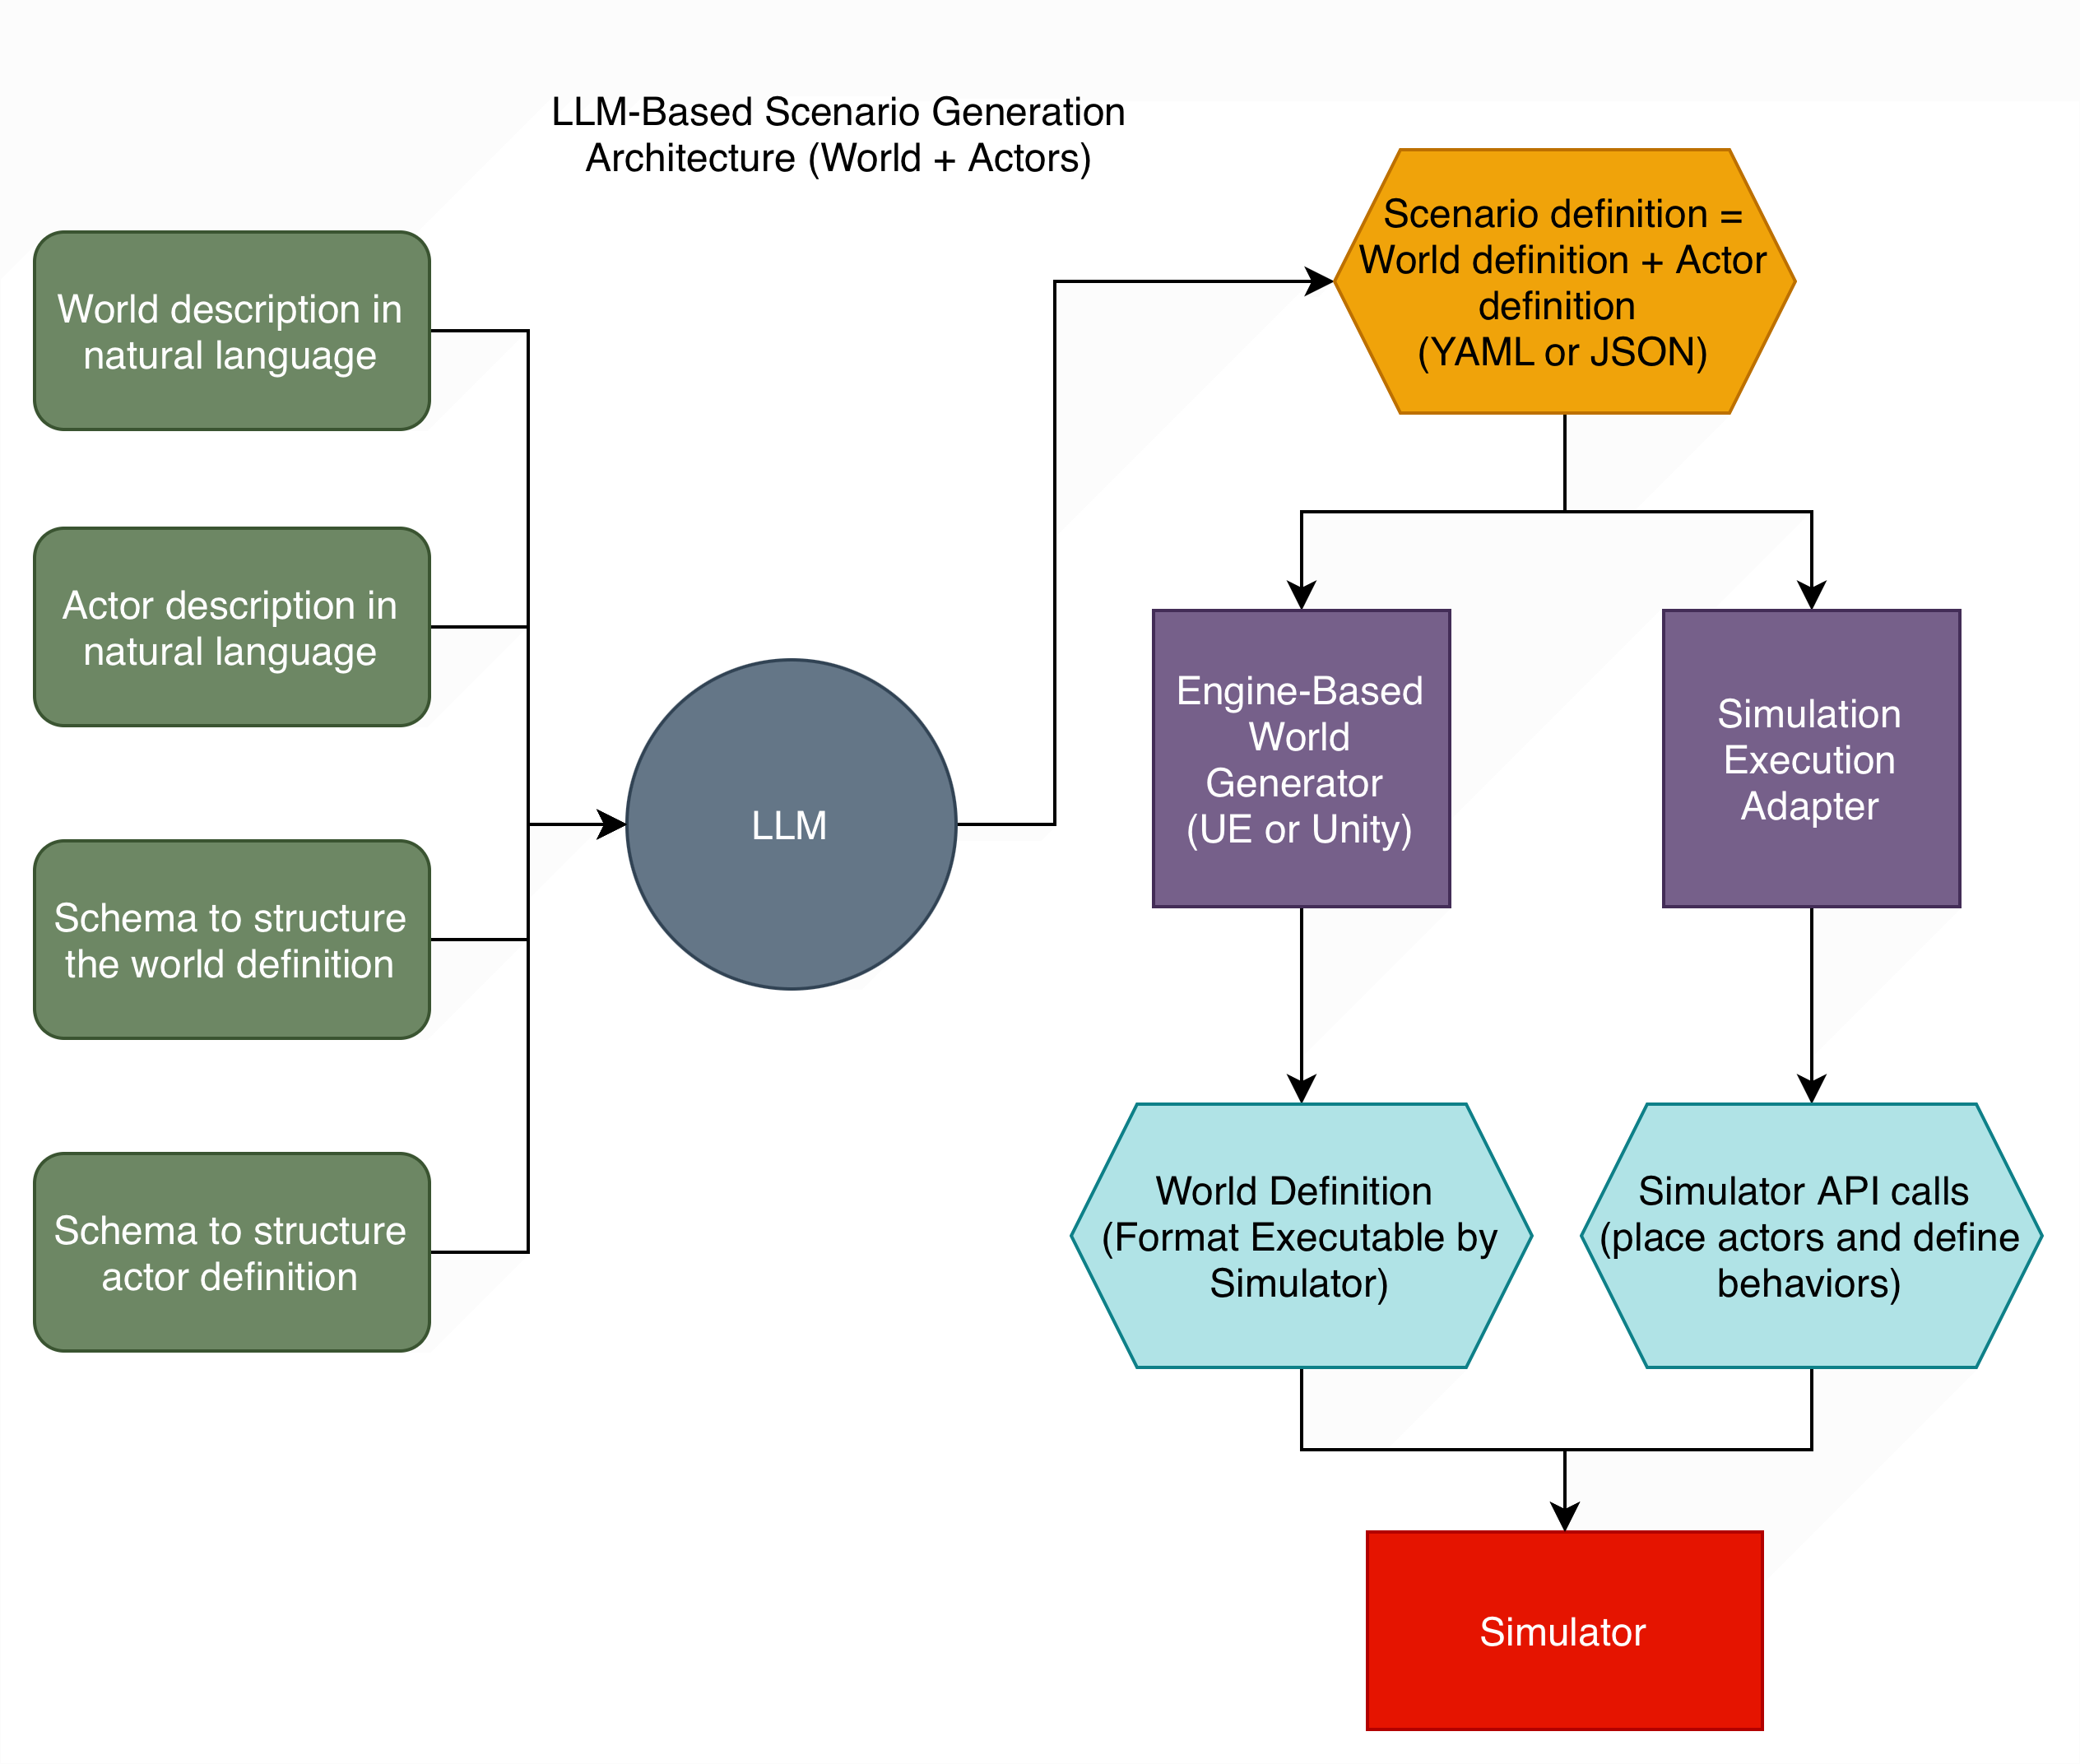 LLM-Based Scenario Generation
Architecture (World + Actors)
World description in
natural language
Actor description in
natural language
Schema to structure
the world definition
Schema to structure
actor definition
LLM
Scenario definition =
World definition + Actor
definition
(YAML or JSON)
Engine-Based
World
Generator
(UE or Unity)
Simulation
Execution
Adapter
World Definition
(Format Executable by
Simulator)
Simulator API calls
(place actors and define
behaviors)
Simulator